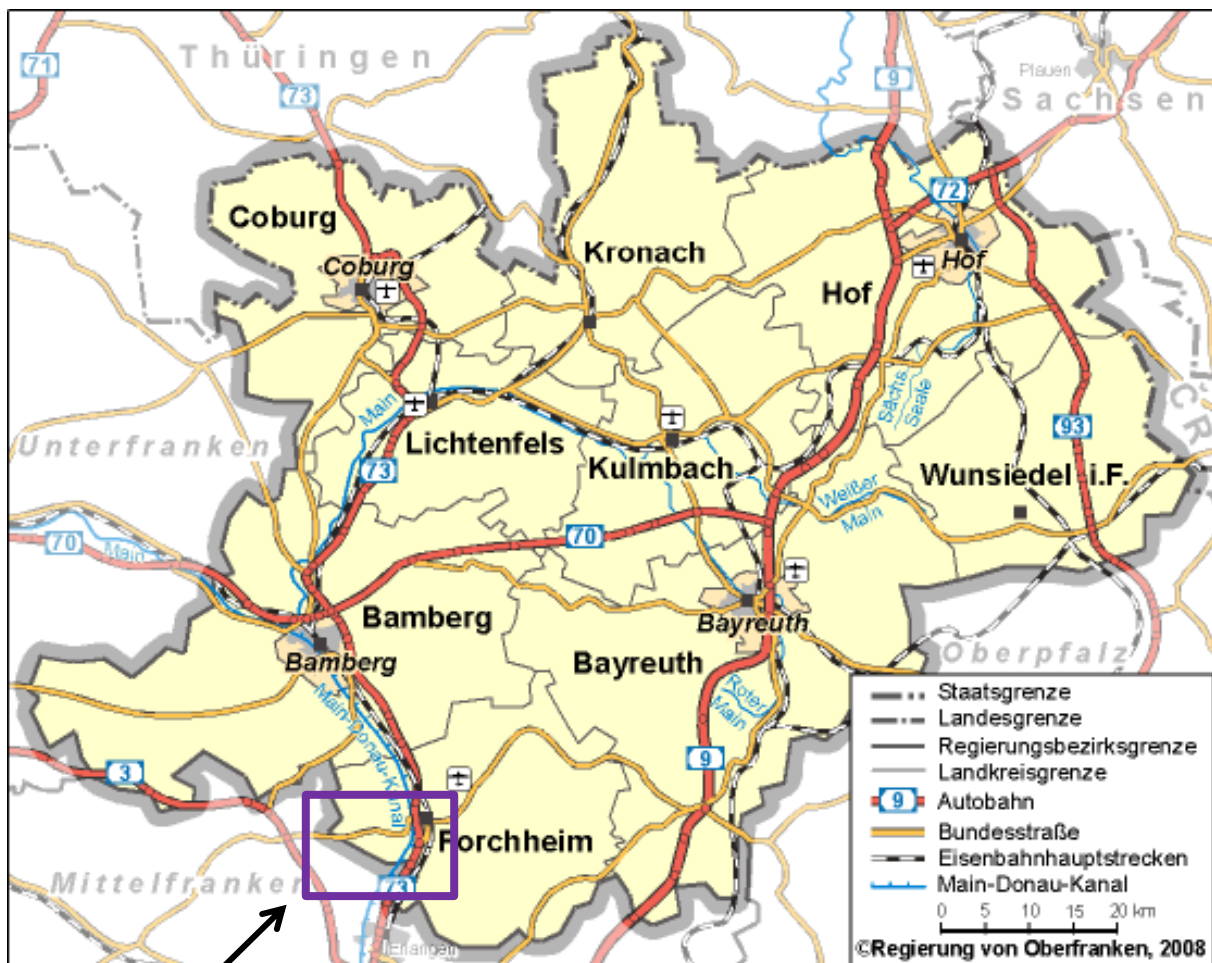 Thüringen
71
73
9
Plauen
Sachsen
72
Coburg
Coburg
Kronach
Hof
Hof
CR
Main
Sächs.
Saale
Unterfranken
Lichtenfels
73
Kulmbach
93
Wunsiedel i.F.
Weißer
Main
70
Main
70
Bamberg
Bamberg
Bayreuth
Bayreuth
Oberpfalz
Roter
Main
Main-Donau-Kanal
3
9
Forchheim
Mittelfranken
73
Erlangen
Staatsgrenze
Landesgrenze
Regierungsbezirksgrenze
Landkreisgrenze
9 Autobahn
Bundesstraße
Eisenbahnhauptstrecken
Main-Donau-Kanal
0 5 10 15 20 km
©Regierung von Oberfranken, 2008